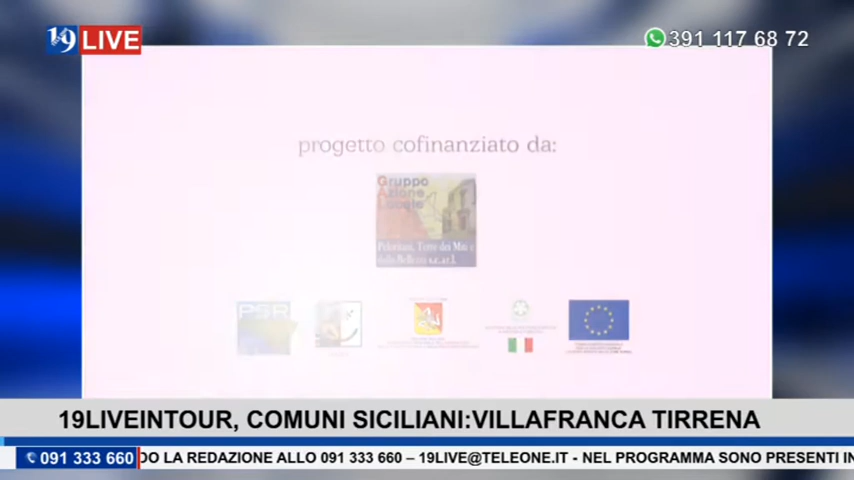 19 LIVE
391 117 68 72
progetto cofinanziato da:
Gruppo
Azione
Locale
Peloritani, Terre dei Miti e
della Bellezza s.c.ar.l.
PSR
19LIVEINTOUR, COMUNI SICILIANI:VILLAFRANCA TIRRENA
091 333 660 DO LA REDAZIONE ALLO 091 333 660 – 19LIVE@TELEONE.IT - NEL PROGRAMMA SONO PRESENTI IN